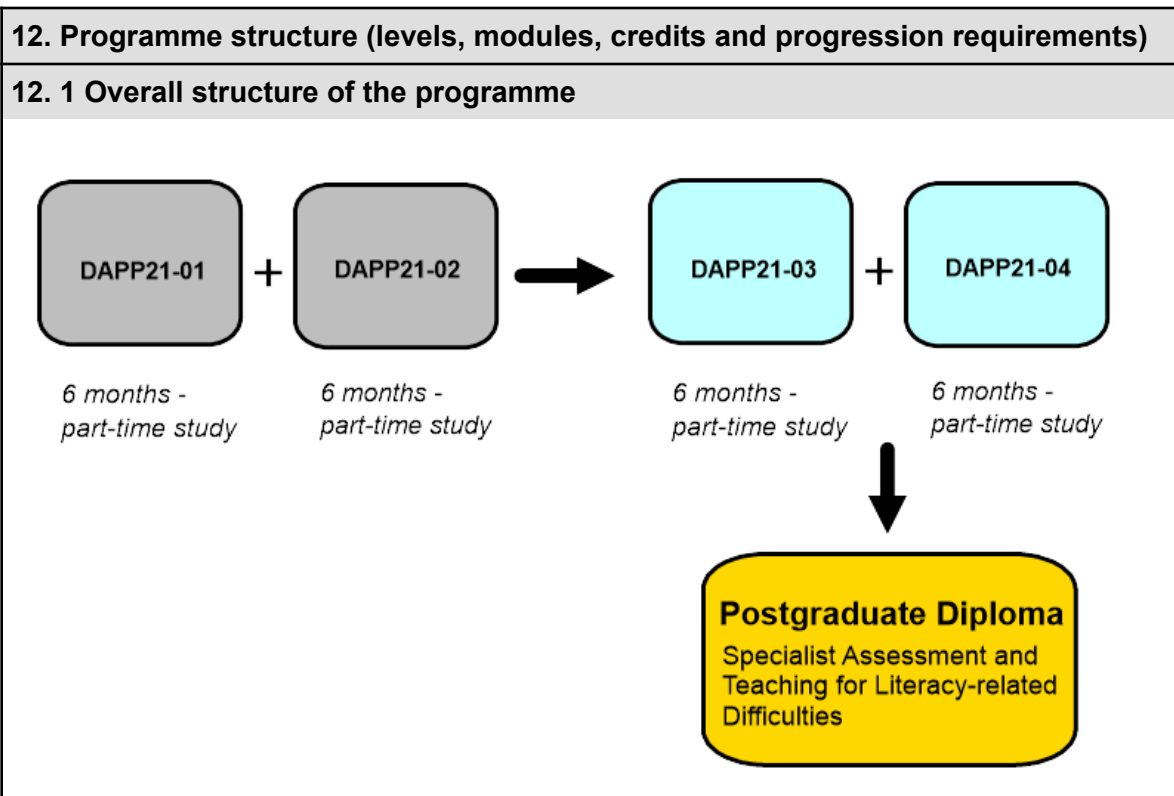 12. Programme structure (levels, modules, credits and progression requirements)
12. 1 Overall structure of the programme
DAPP21-01
+
DAPP21-02
DAPP21-03
+
DAPP21-04
6 months -
part-time study
6 months -
part-time study
6 months -
part-time study
6 months -
part-time study
Postgraduate Diploma
Specialist Assessment and
Teaching for Literacy-related
Difficulties